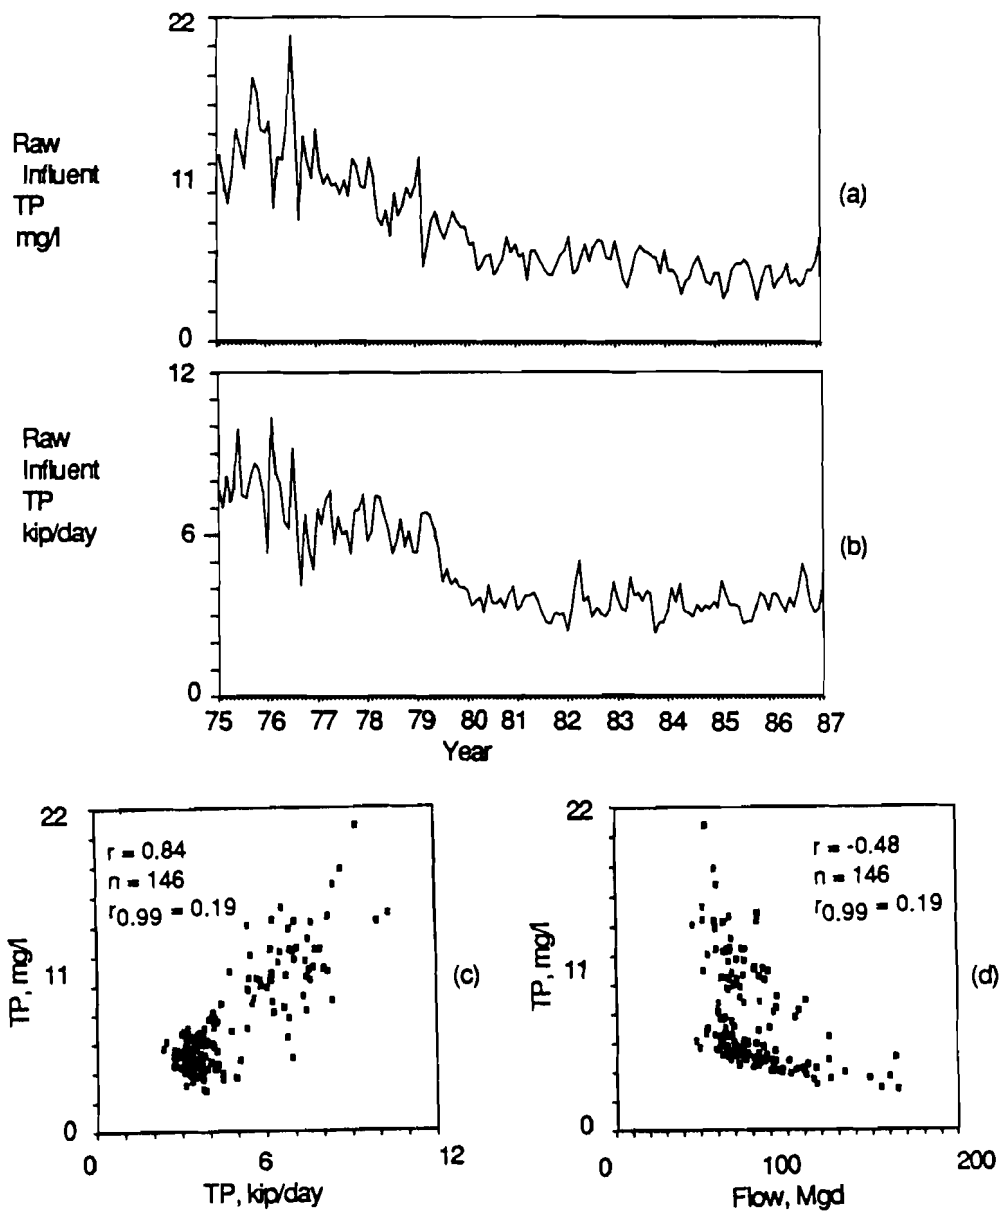 22
Raw
Influent
TP
mg/l
11
(a)
0
12
Raw
Influent
TP
kip/day
6
(b)
0
75 76 77 78 79 80 81 82 83 84 85 86 87
Year
22
r = 0.84
n = 146
r0.99 = 0.19
TP, mg/l
11
(c)
0
0 6 12
TP, kip/day
22
r = -0.48
n = 146
r0.99 = 0.19
TP, mg/l
11
(d)
0
0 100 200
Flow, Mgd